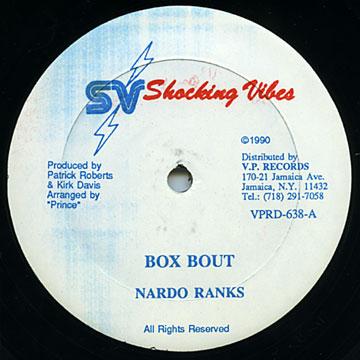 SV Shocking Vibes
©1990
Produced by
Patrick Roberts
& Kirk Davis
Arranged by
"Prince"
Distributed by
V.P. RECORDS
170-21 Jamaica Ave.
Jamaica, N.Y. 11432
Tel.: (718) 291-7058
VPRD-638-A
BOX BOUT
NARDO RANKS
All Rights Reserved